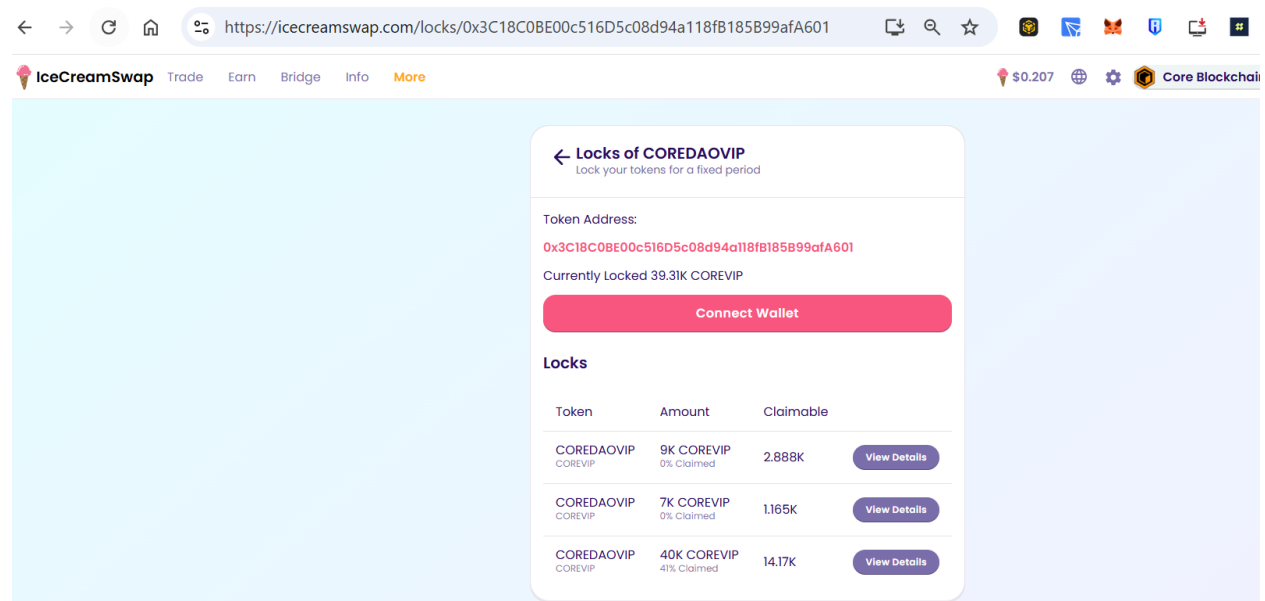 https://icecreamswap.com/locks/0x3C18C0BE00c516D5c08d94a118fB185B99afA601
IceCreamSwap Trade Earn Bridge Info More $0.207 Core Blockchai
Locks of COREDAOVIP
Lock your tokens for a fixed period
Token Address:
0x3C18C0BE00c516D5c08d94a118fB185B99afA601
Currently Locked 39.31K COREVIP
Connect Wallet
Locks
Token Amount Claimable
COREDAOVIP 9K COREVIP 2.888K View Details
COREVIP 0% Claimed
COREDAOVIP 7K COREVIP 1.165K View Details
COREVIP 0% Claimed
COREDAOVIP 40K COREVIP 14.17K View Details
COREVIP 41% Claimed